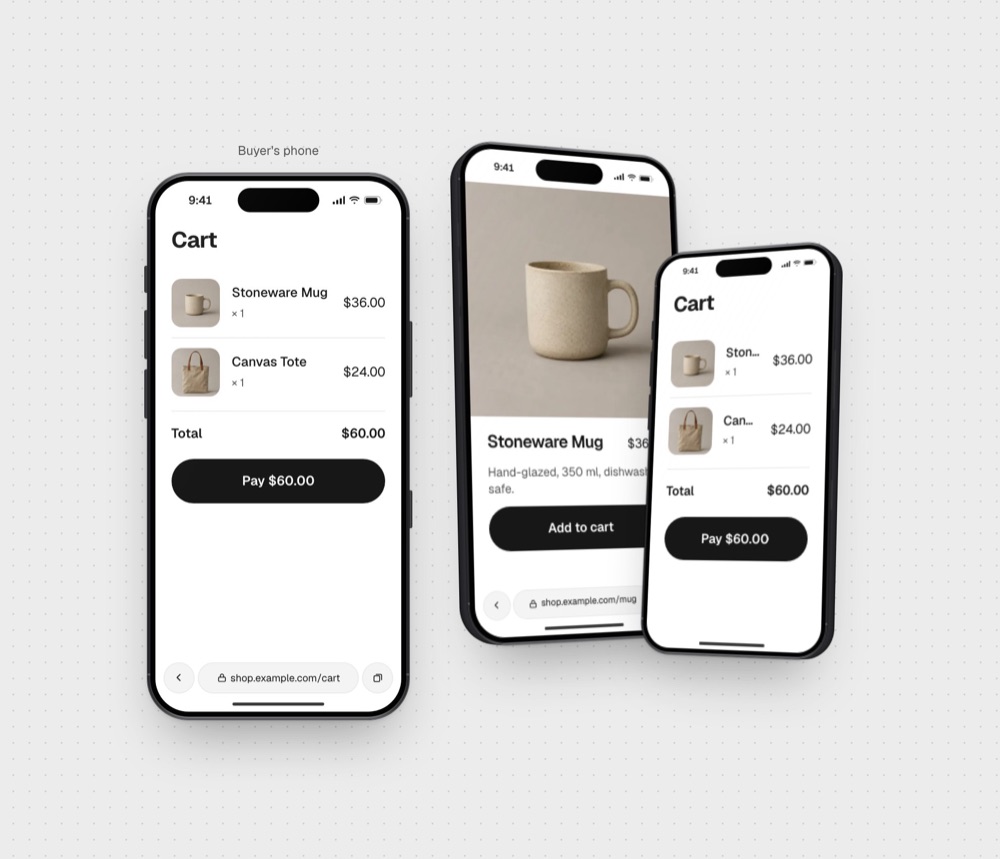 Buyer's phone
9:41
Cart
Stoneware Mug
× 1
$36.00
Canvas Tote
× 1
$24.00
Total
$60.00
Pay $60.00
shop.example.com/cart
9:41
Stoneware Mug
$36
Hand-glazed, 350 ml, dishwash
safe.
Add to cart
shop.example.com/mug
9:41
Cart
Ston...
× 1
$36.00
Can...
× 1
$24.00
Total
$60.00
Pay $60.00